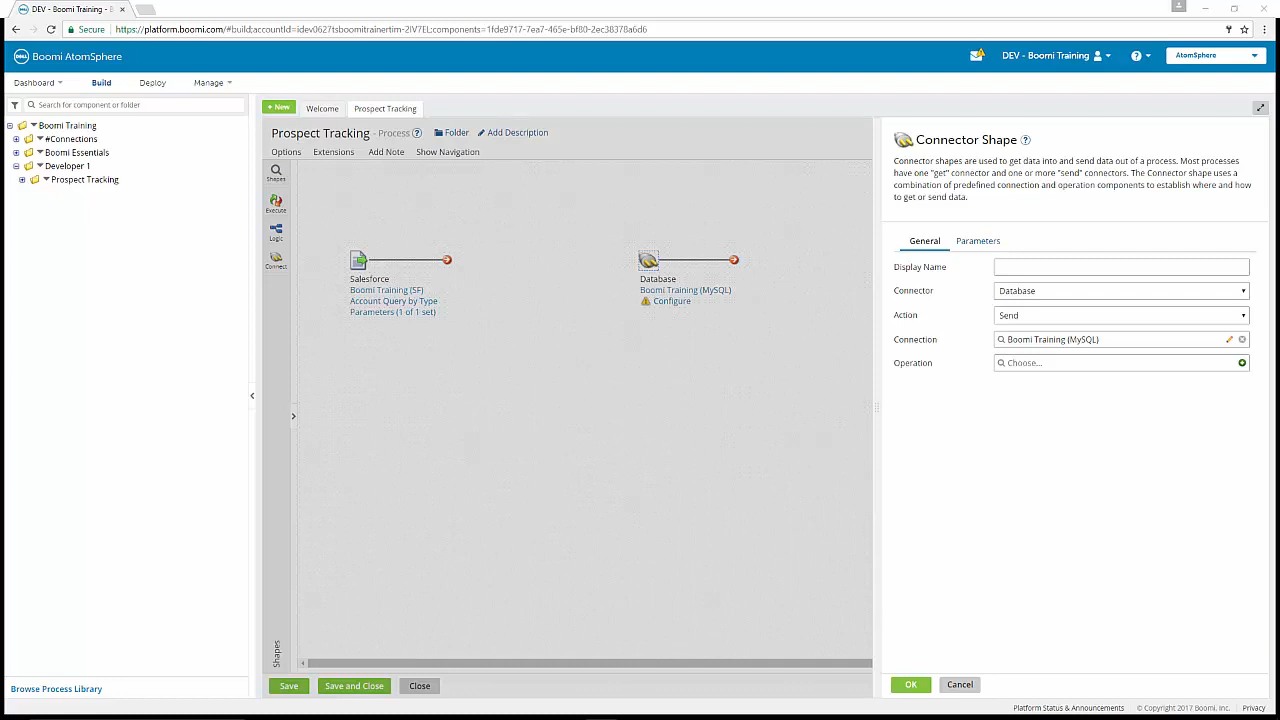 DEV - Boomi Training -
Secure https://platform.boomi.com/#build;accountId=idev0627tsboomitrainertim-2IV7EL;components=1fde9717-7ea7-465e-bf80-2ec38378a6d6
DELL Boomi AtomSphere
DEV - Boomi Training
AtomSphere
Dashboard Build Deploy Manage
Search for component or folder
Boomi Training
#Connections
Boomi Essentials
Developer 1
Prospect Tracking
Browse Process Library
+ New Welcome Prospect Tracking
Prospect Tracking - Process Folder Add Description
Options Extensions Add Note Show Navigation
Shapes
Execute
Logic
Connect
Shapes
Salesforce
Boomi Training (SF)
Account Query by Type
Parameters (1 of 1 set)
Database
Boomi Training (MySQL)
Configure
Save Save and Close Close
Connector Shape
Connector shapes are used to get data into and send data out of a process. Most processes
have one "get" connector and one or more "send" connectors. The Connector shape uses a
combination of predefined connection and operation components to establish where and how
to get or send data.
General Parameters
Display Name
Connector Database
Action Send
Connection Boomi Training (MySQL)
Operation Choose...
OK Cancel
Platform Status & Announcements © Copyright 2017 Boomi, Inc. Privacy